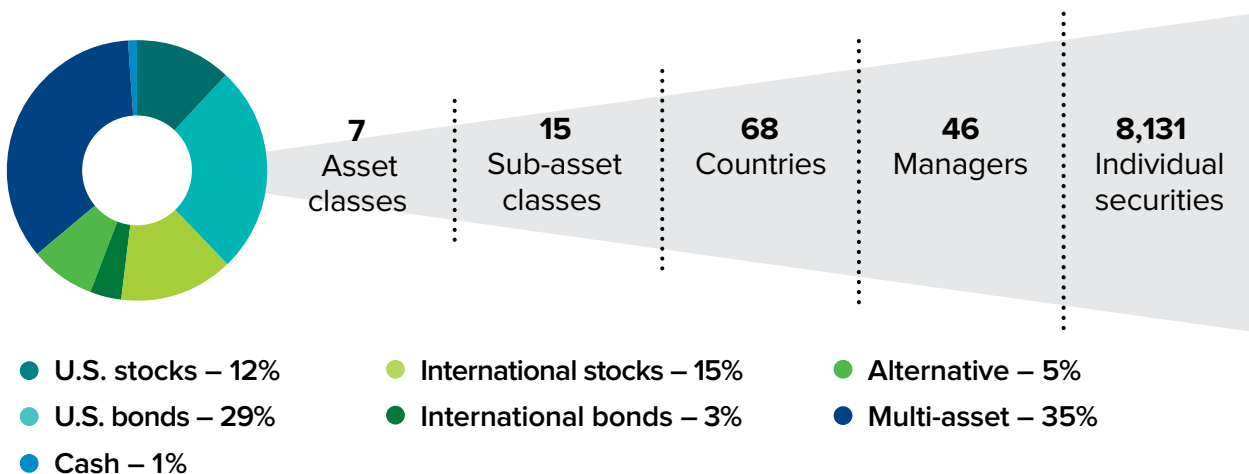 7
Asset
classes
15
Sub-asset
classes
68
Countries
46
Managers
8,131
Individual
securities
U.S. stocks – 12%
U.S. bonds – 29%
Cash – 1%
International stocks – 15%
International bonds – 3%
Alternative – 5%
Multi-asset – 35%